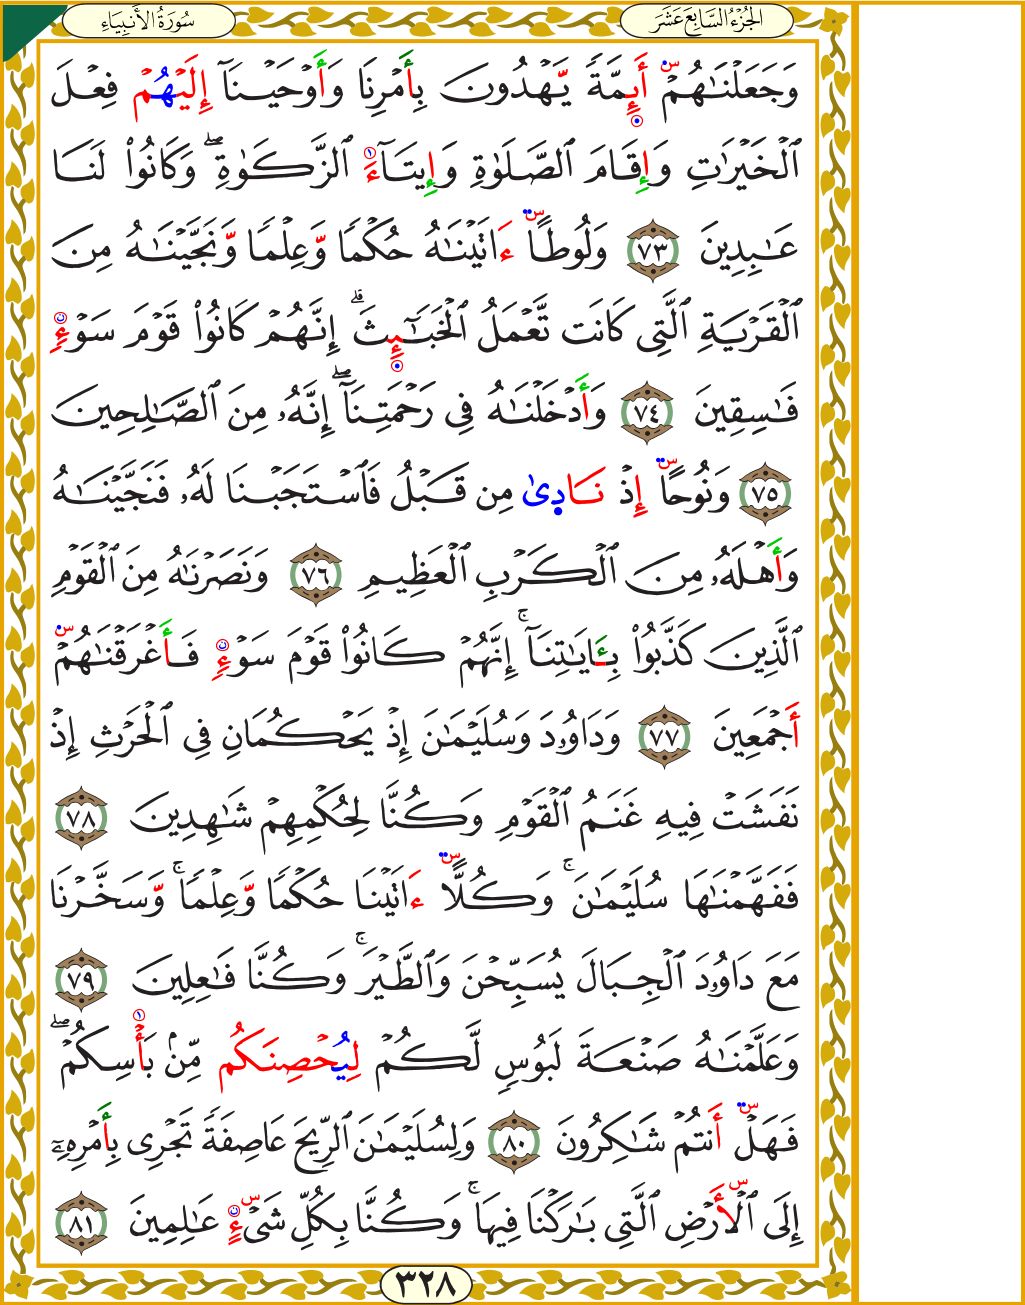 الجُزْءُ السَّابِعَ عَشَرَ
سُورَةُ الأَنبِيَاءِ
وَجَعَلْنَٰهُمْ أَئِمَّةً يَهْدُونَ بِأَمْرِنَا وَأَوْحَيْنَآ إِلَيْهُمْ فِعْلَ
ٱلْخَيْرَٰتِ وَإِقَامَ ٱلصَّلَوٰةِ وَإِيتَآءَ ٱلزَّكَوٰةِ ۖ وَكَانُوا۟ لَنَا
عَٰبِدِينَ ٧٣ وَلُوطًا ءَاتَيْنَٰهُ حُكْمًا وَعِلْمًا وَنَجَّيْنَٰهُ مِنَ
ٱلْقَرْيَةِ ٱلَّتِى كَانَت تَّعْمَلُ ٱلْخَبَٰٓئِثَ ۗ إِنَّهُمْ كَانُوا۟ قَوْمَ سَوْءٍ
فَٰسِقِينَ ٧٤ وَأَدْخَلْنَٰهُ فِى رَحْمَتِنَآ ۖ إِنَّهُۥ مِنَ ٱلصَّٰلِحِينَ
٧٥ وَنُوحًا إِذْ نَادِىٰ مِن قَبْلُ فَٱسْتَجَبْنَا لَهُۥ فَنَجَّيْنَٰهُ
وَأَهْلَهُۥ مِنَ ٱلْكَرْبِ ٱلْعَظِيمِ ٧٦ وَنَصَرْنَٰهُ مِنَ ٱلْقَوْمِ
ٱلَّذِينَ كَذَّبُوا۟ بِـَٔايَٰتِنَآ ۚ إِنَّهُمْ كَانُوا۟ قَوْمَ سَوْءٍ فَأَغْرَقْنَٰهُمْ
أَجْمَعِينَ ٧٧ وَدَاوُۥدَ وَسُلَيْمَٰنَ إِذْ يَحْكُمَانِ فِى ٱلْحَرْثِ إِذْ
نَفَشَتْ فِيهِ غَنَمُ ٱلْقَوْمِ وَكُنَّا لِحُكْمِهِمْ شَٰهِدِينَ ٧٨
فَفَهَّمْنَٰهَا سُلَيْمَٰنَ ۚ وَكُلًّا ءَاتَيْنَا حُكْمًا وَعِلْمًا ۚ وَسَخَّرْنَا
مَعَ دَاوُۥدَ ٱلْجِبَالَ يُسَبِّحْنَ وَٱلطَّيْرَ ۚ وَكُنَّا فَٰعِلِينَ ٧٩
وَعَلَّمْنَٰهُ صَنْعَةَ لَبُوسٍ لَّكُمْ لِيُحْصِنَكُم مِّنۢ بَأْسِكُمْ ۖ
فَهَلْ أَنتُمْ شَٰكِرُونَ ٨٠ وَلِسُلَيْمَٰنَ ٱلرِّيحَ عَاصِفَةً تَجْرِى بِأَمْرِهِۦٓ
إِلَى ٱلْأَرْضِ ٱلَّتِى بَٰرَكْنَا فِيهَا ۚ وَكُنَّا بِكُلِّ شَىْءٍ عَٰلِمِينَ ٨١
٣٢٨